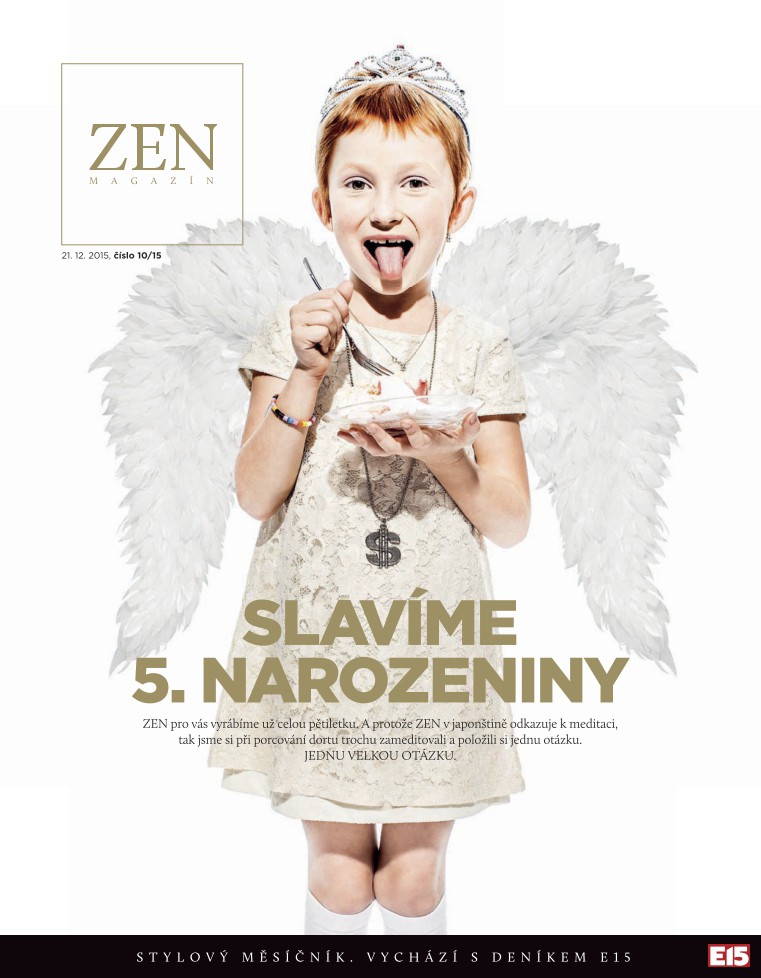 ZEN
MAGAZÍN
21. 12. 2015, číslo 10/15
SLAVÍME
5. NAROZENINY
ZEN pro vás vyrábíme už celou pětiletku. A protože ZEN v japonštině odkazuje k meditaci,
tak jsme si při porcování dortu trochu zameditovali a položili si jednu otázku.
JEDNU VELKOU OTÁZKU.
STYLOVÝ MĚSÍČNÍK. VYCHÁZÍ S DENÍKEM E15
E15